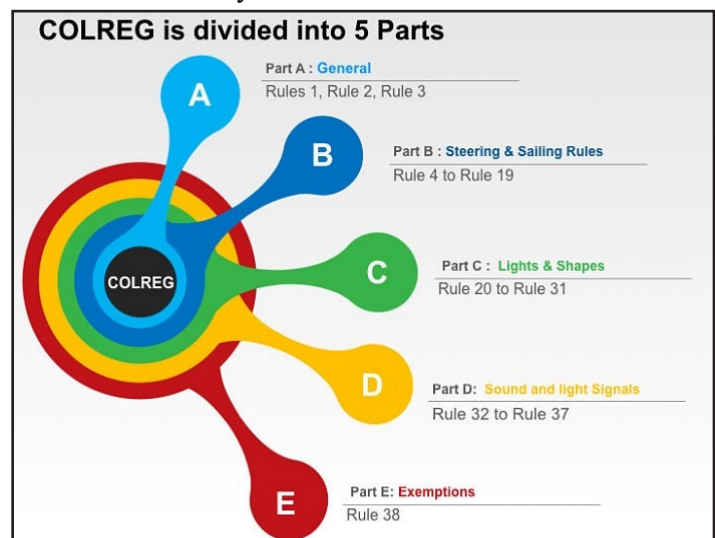 COLREG is divided into 5 Parts
A
Part A : General
Rules 1, Rule 2, Rule 3
B
Part B : Steering & Sailing Rules
Rule 4 to Rule 19
COLREG
C
Part C : Lights & Shapes
Rule 20 to Rule 31
D
Part D: Sound and light Signals
Rule 32 to Rule 37
E
Part E: Exemptions
Rule 38